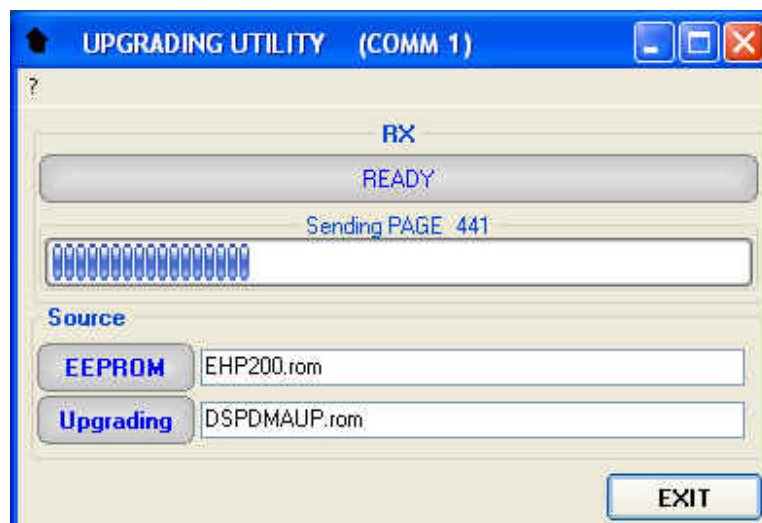 UPGRADING UTILITY (COMM 1)
?
RX
READY
Sending PAGE 441
Source
EEPROM EHP200.rom
Upgrading DSPDMAUP.rom
EXIT